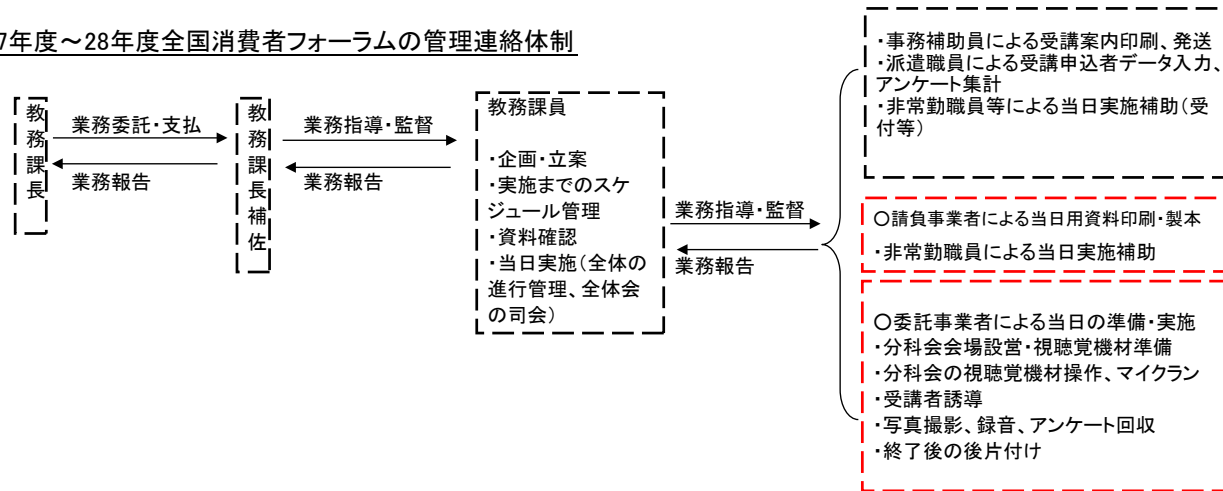 7年度～28年度全国消費者フォーラムの管理連絡体制
教務課長
業務委託・支払
業務報告
教務課長補佐
業務指導・監督
業務報告
教務課員
・企画・立案
・実施までのスケ
ジュール管理
・資料確認
・当日実施（全体の
進行管理、全体会
の司会）
業務指導・監督
業務報告
・事務補助員による受講案内印刷、発送
・派遣職員による受講申込者データ入力、
アンケート集計
・非常勤職員等による当日実施補助（受
付等）
○請負事業者による当日用資料印刷・製本
・非常勤職員による当日実施補助
○委託事業者による当日の準備・実施
・分科会会場設営・視聴覚機材準備
・分科会の視聴覚機材操作、マイクラン
・受講者誘導
・写真撮影、録音、アンケート回収
・終了後の後片付け